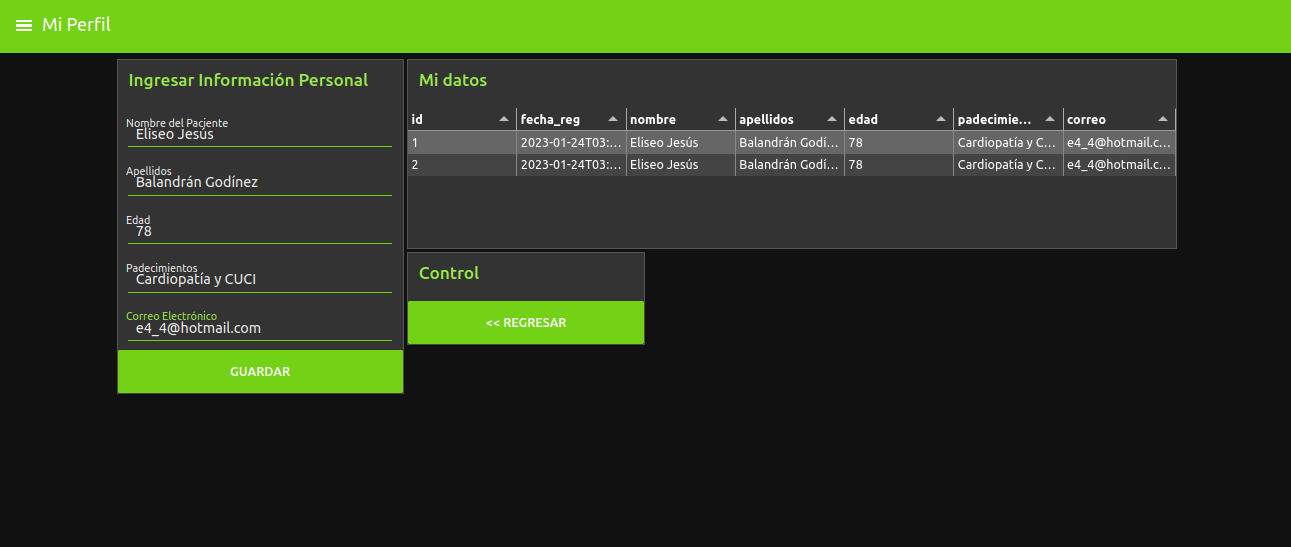 Mi Perfil
Ingresar Información Personal
Nombre del Paciente
Eliseo Jesús
Apellidos
Balandrán Godínez
Edad
78
Padecimientos
Cardiopatía y CUCI
Correo Electrónico
e4_4@hotmail.com
GUARDAR
Mi datos
id fecha_reg nombre apellidos edad padecimie... correo
1 2023-01-24T03:... Eliseo Jesús Balandrán Godí... 78 Cardiopatía y C... e4_4@hotmail.c...
2 2023-01-24T03:... Eliseo Jesús Balandrán Godí... 78 Cardiopatía y C... e4_4@hotmail.c...
Control
<< REGRESAR